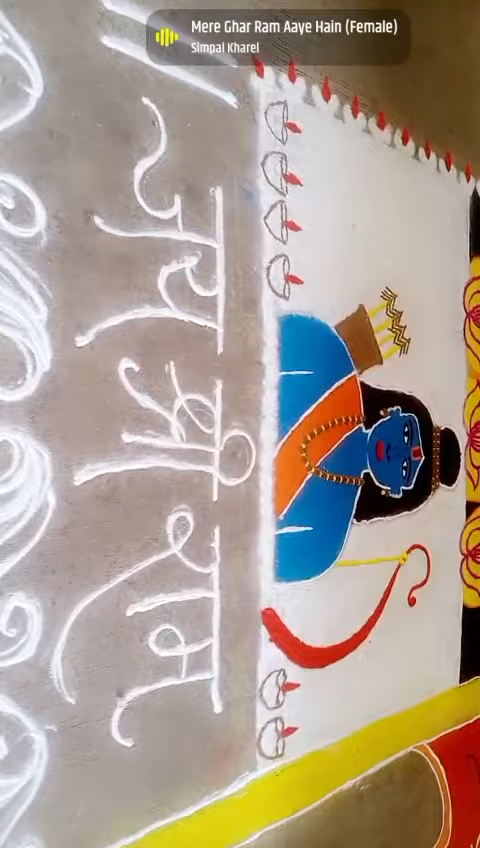 Mere Ghar Ram Aaye Hain (Female)
Simpal Kharel
जय श्री राम